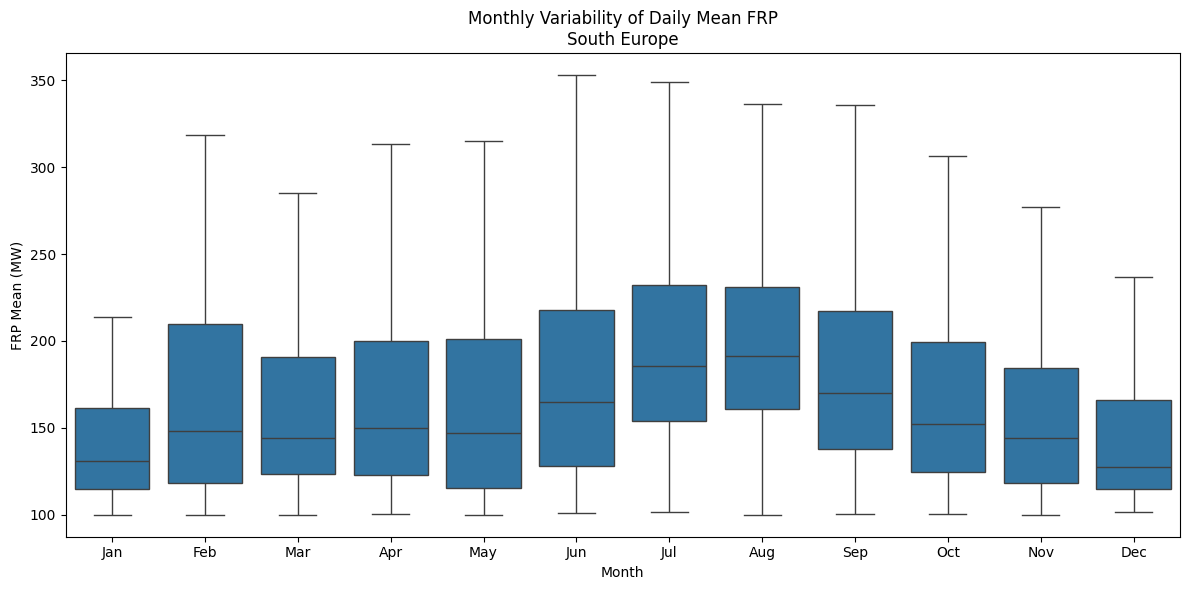 Monthly Variability of Daily Mean FRP
South Europe
FRP Mean (MW)
350
300
250
200
150
100
Jan Feb Mar Apr May Jun Jul Aug Sep Oct Nov Dec
Month